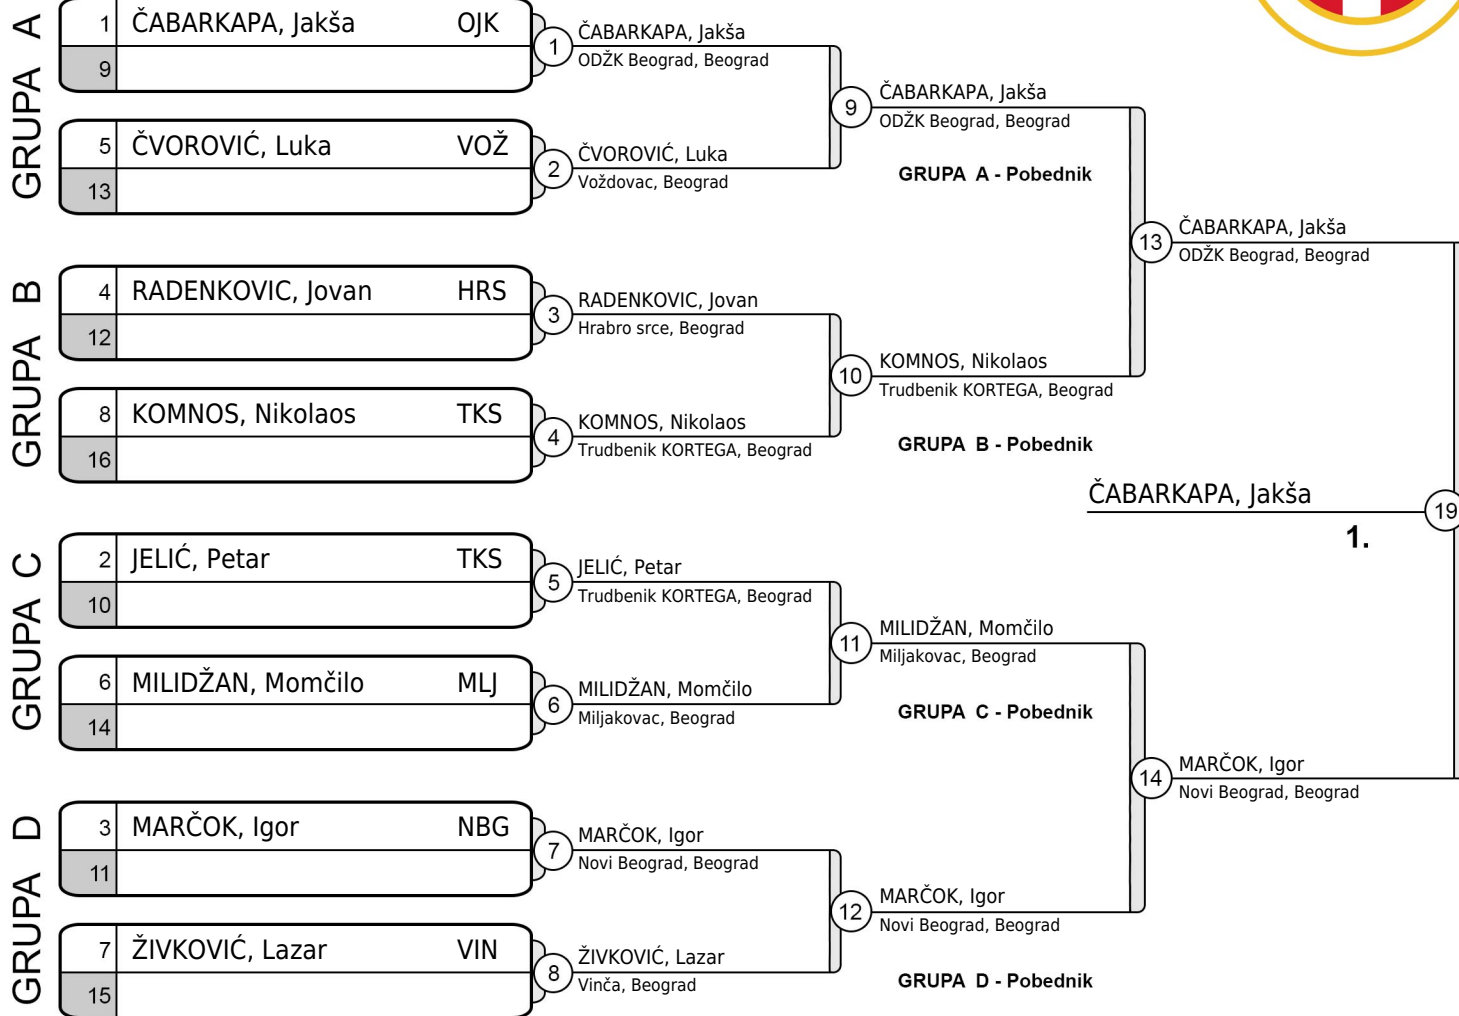 GRUPA A
1 ČABARKAPA, Jakša OJK
9
5 ČVOROVIĆ, Luka VOŽ
13
1
ČABARKAPA, Jakša
ODŽK Beograd, Beograd
2
ČVOROVIĆ, Luka
Voždovac, Beograd
9
ČABARKAPA, Jakša
ODŽK Beograd, Beograd
GRUPA A - Pobednik
GRUPA B
4 RADENKOVIC, Jovan HRS
12
8 KOMNOS, Nikolaos TKS
16
3
RADENKOVIC, Jovan
Hrabro srce, Beograd
4
KOMNOS, Nikolaos
Trudbenik KORTEGA, Beograd
10
KOMNOS, Nikolaos
Trudbenik KORTEGA, Beograd
GRUPA B - Pobednik
13
ČABARKAPA, Jakša
ODŽK Beograd, Beograd
ČABARKAPA, Jakša
19
1.
GRUPA C
2 JELIĆ, Petar TKS
10
6 MILIDŽAN, Momčilo MLJ
14
5
JELIĆ, Petar
Trudbenik KORTEGA, Beograd
6
MILIDŽAN, Momčilo
Miljakovac, Beograd
11
MILIDŽAN, Momčilo
Miljakovac, Beograd
GRUPA C - Pobednik
14
MARČOK, Igor
Novi Beograd, Beograd
GRUPA D
3 MARČOK, Igor NBG
11
7 ŽIVKOVIĆ, Lazar VIN
15
7
MARČOK, Igor
Novi Beograd, Beograd
8
ŽIVKOVIĆ, Lazar
Vinča, Beograd
12
MARČOK, Igor
Novi Beograd, Beograd
GRUPA D - Pobednik